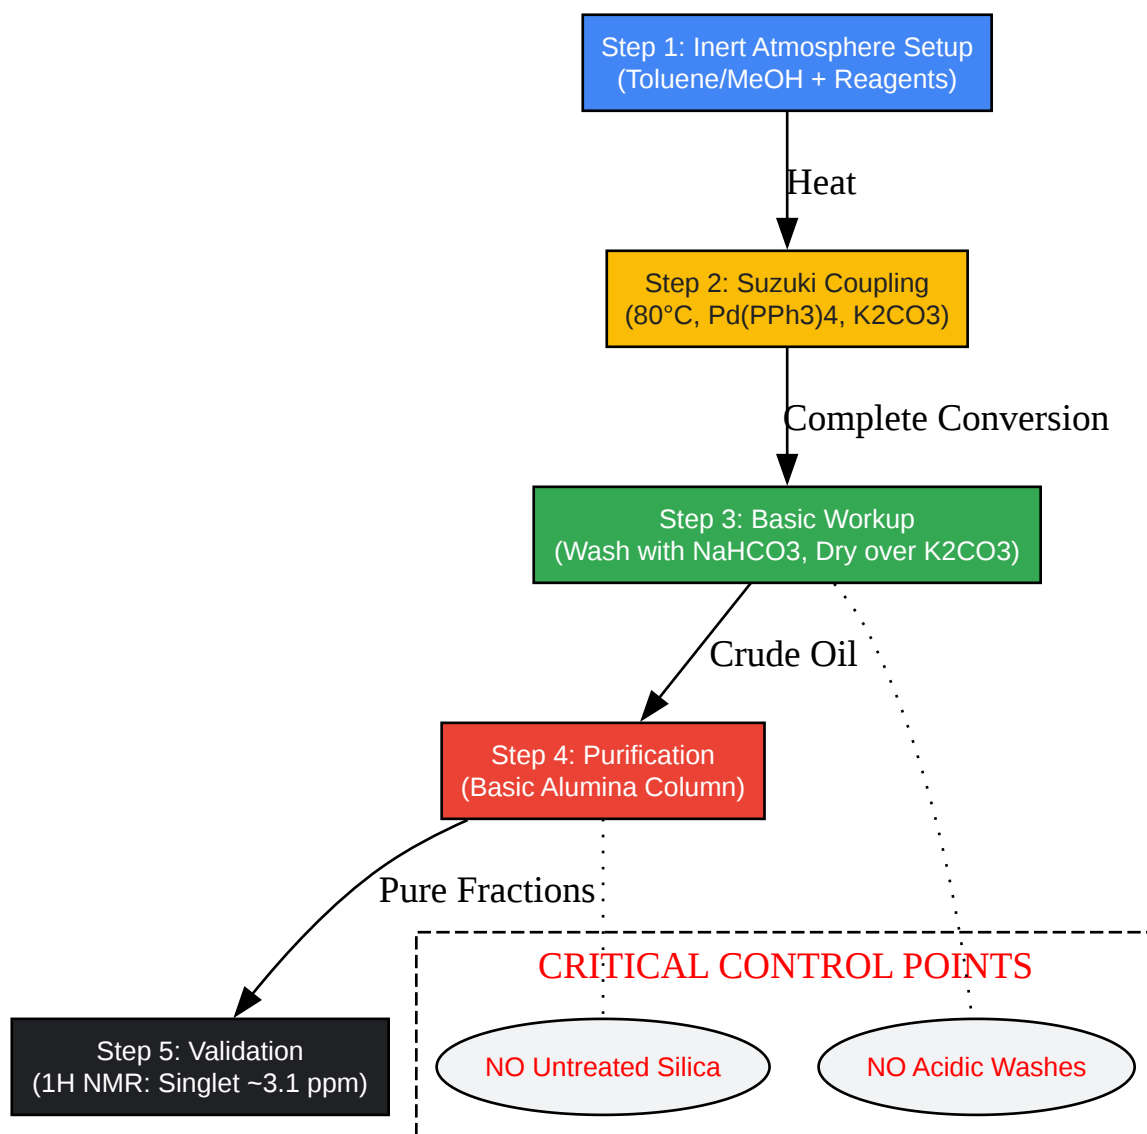 Step 1: Inert Atmosphere Setup
(Toluene/MeOH + Reagents)
Heat
Step 2: Suzuki Coupling
(80°C, Pd(PPh3)4, K2CO3)
Complete Conversion
Step 3: Basic Workup
(Wash with NaHCO3, Dry over K2CO3)
Crude Oil
Step 4: Purification
(Basic Alumina Column)
Pure Fractions
CRITICAL CONTROL POINTS
Step 5: Validation
(1H NMR: Singlet ~3.1 ppm)
NO Untreated Silica
NO Acidic Washes